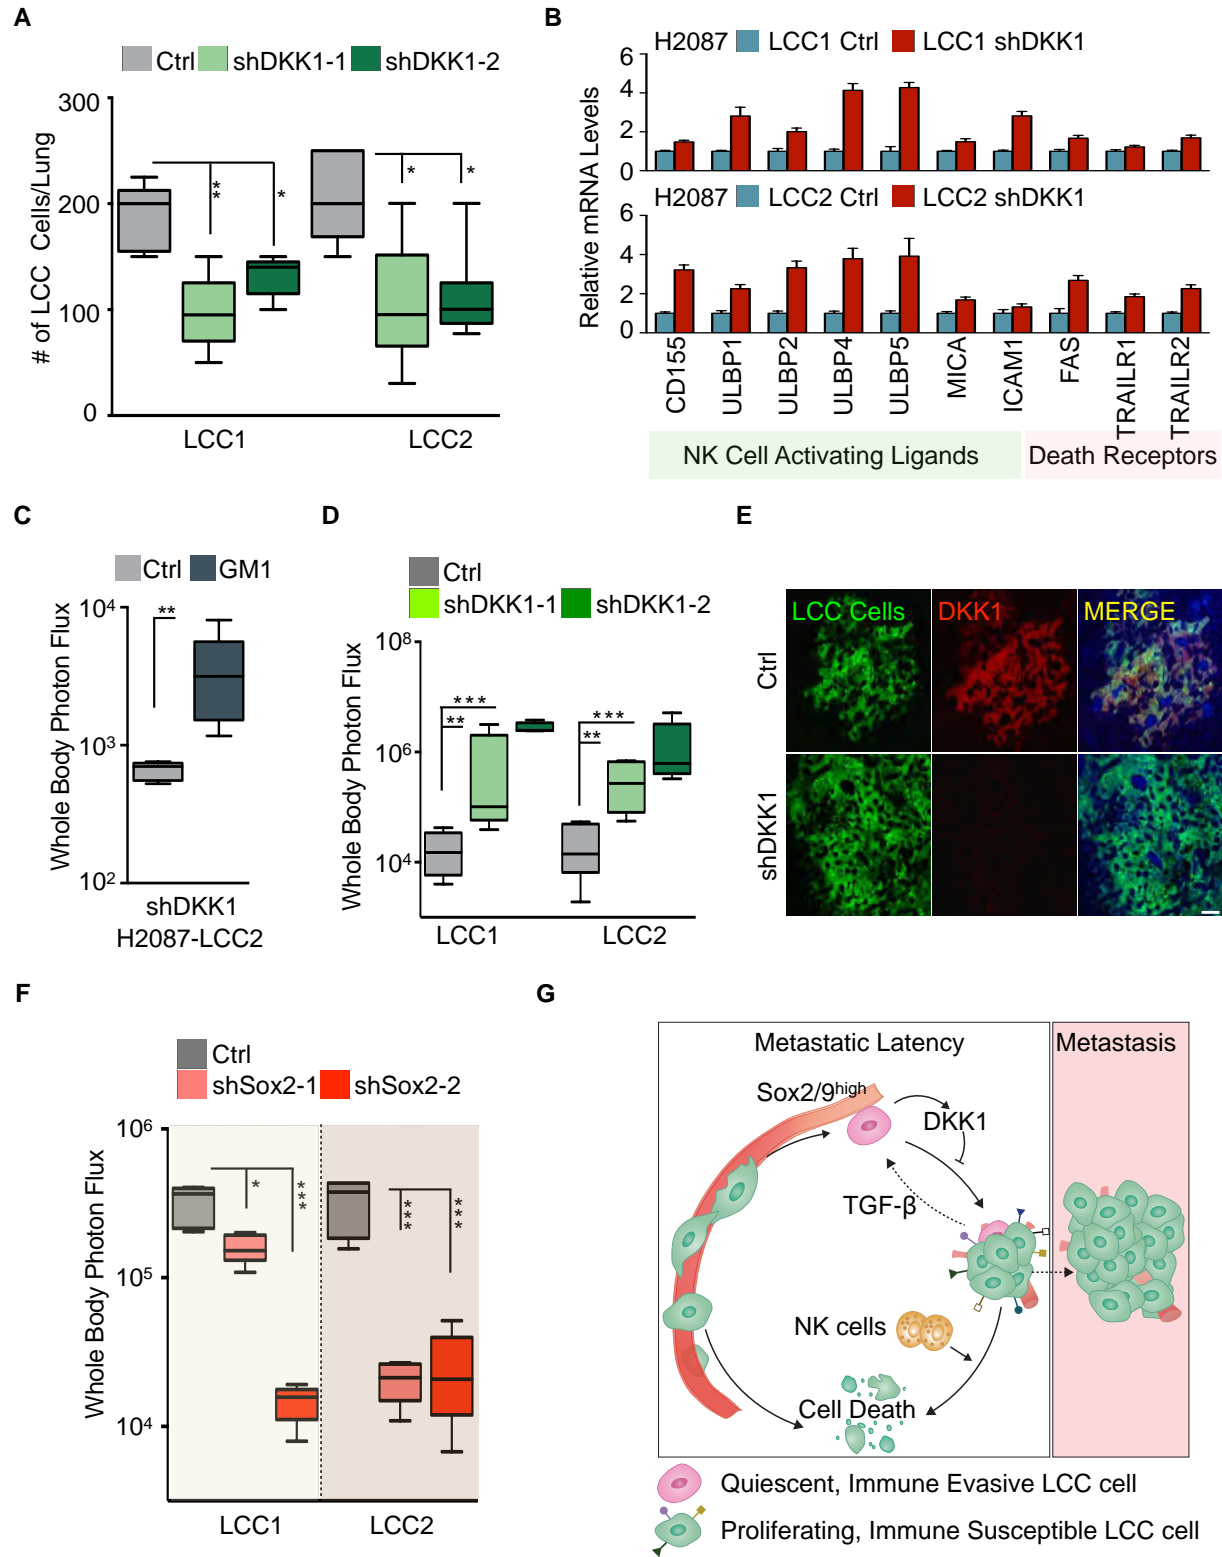 A
Ctrl shDKK1-1 shDKK1-2
# of LCC Cells/Lung
300
200
100
0
** *
* *
LCC1 LCC2
B
H2087 LCC1 Ctrl LCC1 shDKK1
Relative mRNA Levels
6
4
2
0
H2087 LCC2 Ctrl LCC2 shDKK1
6
4
2
0
CD155 ULBP1 ULBP2 ULBP4 ULBP5 MICA ICAM1 FAS TRAILR1 TRAILR2
NK Cell Activating Ligands Death Receptors
C
Ctrl GM1
Whole Body Photon Flux
10⁴
10³
10²
**
shDKK1
H2087-LCC2
D
Ctrl
shDKK1-1 shDKK1-2
Whole Body Photon Flux
10⁸
10⁶
10⁴
***
**
***
**
LCC1 LCC2
E
LCC Cells DKK1 MERGE
Ctrl
shDKK1
F
Ctrl
shSox2-1 shSox2-2
Whole Body Photon Flux
10⁶
10⁵
10⁴
* ***
*** ***
LCC1 LCC2
G
Metastatic Latency Metastasis
Sox2/9ʰⁱᵍʰ
DKK1
TGF-β
NK cells
Cell Death
Quiescent, Immune Evasive LCC cell
Proliferating, Immune Susceptible LCC cell